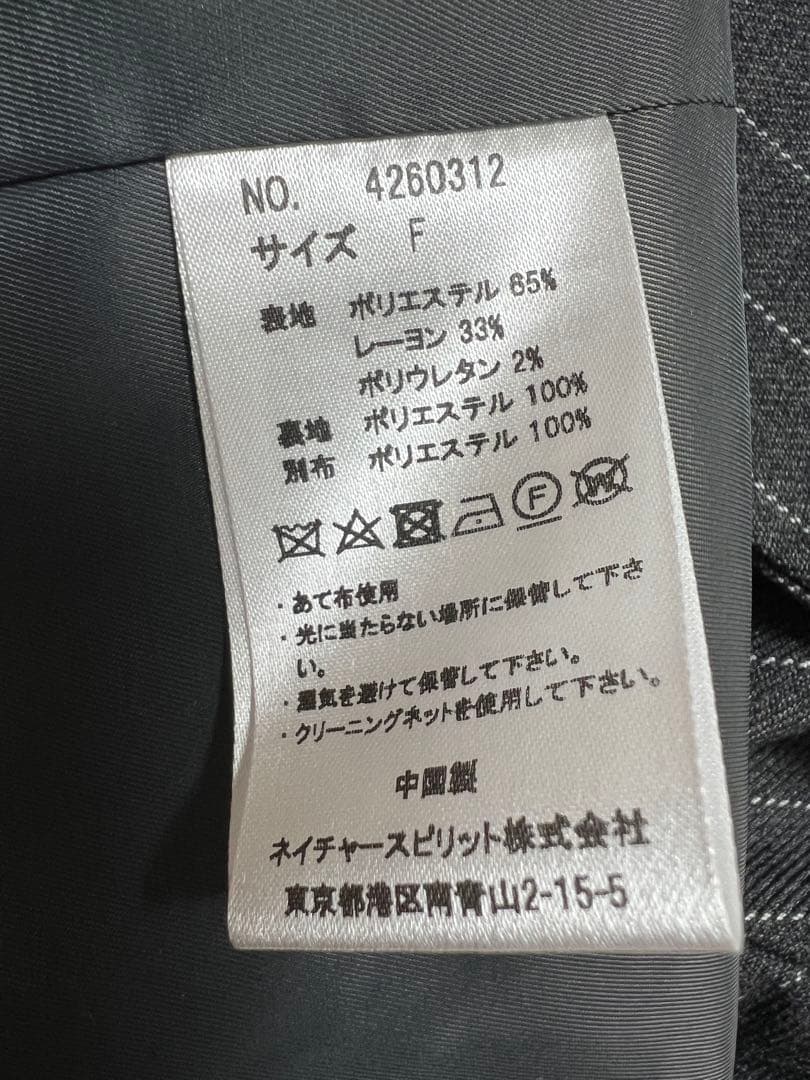 NO. 4260312
サイズ F
表地 ポリエステル 65%
レーヨン 33%
ポリウレタン 2%
裏地 ポリエステル 100%
別布 ポリエステル 100%
F W
・あて布使用
・光に当たらない場所に保管して下さ
い。
・湿気を避けて保管して下さい。
・クリーニングネットを使用して下さい。
中国製
ネイチャースピリット株式会社
東京都港区南青山2-15-5